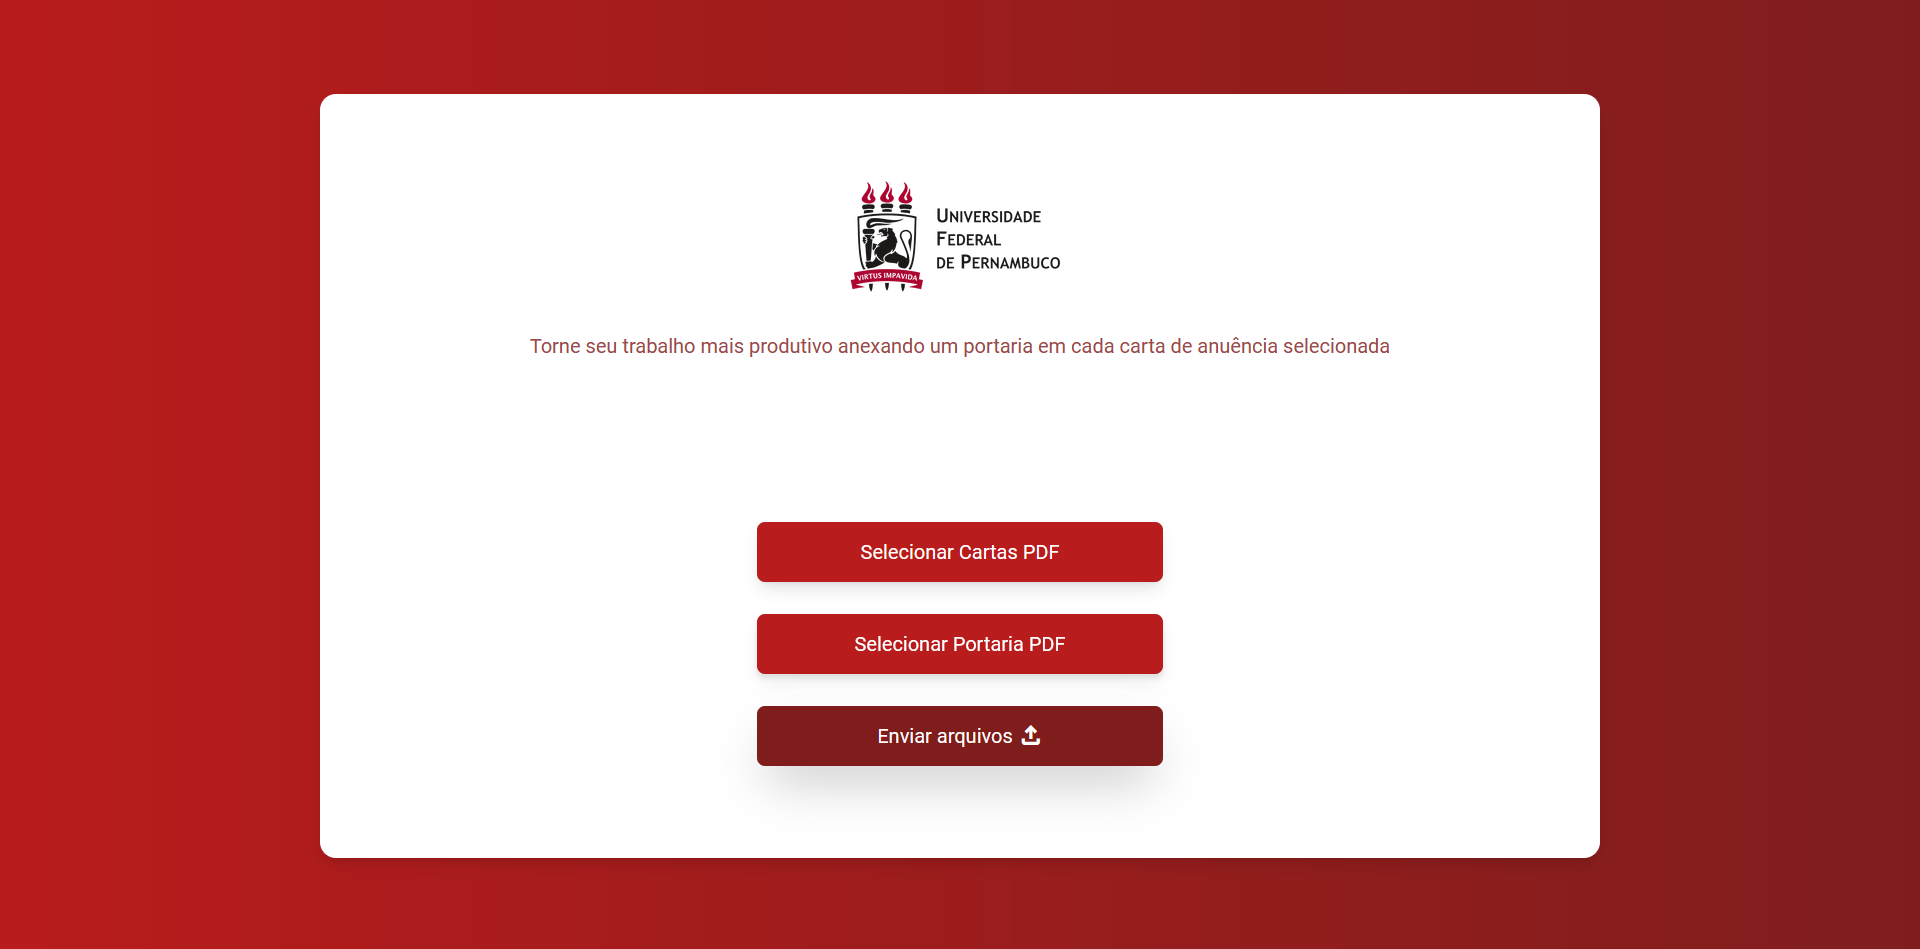 UNIVERSIDADE
FEDERAL
DE PERNAMBUCO
VIRTUS IMPAVIDA
Torne seu trabalho mais produtivo anexando um portaria em cada carta de anuência selecionada
Selecionar Cartas PDF
Selecionar Portaria PDF
Enviar arquivos